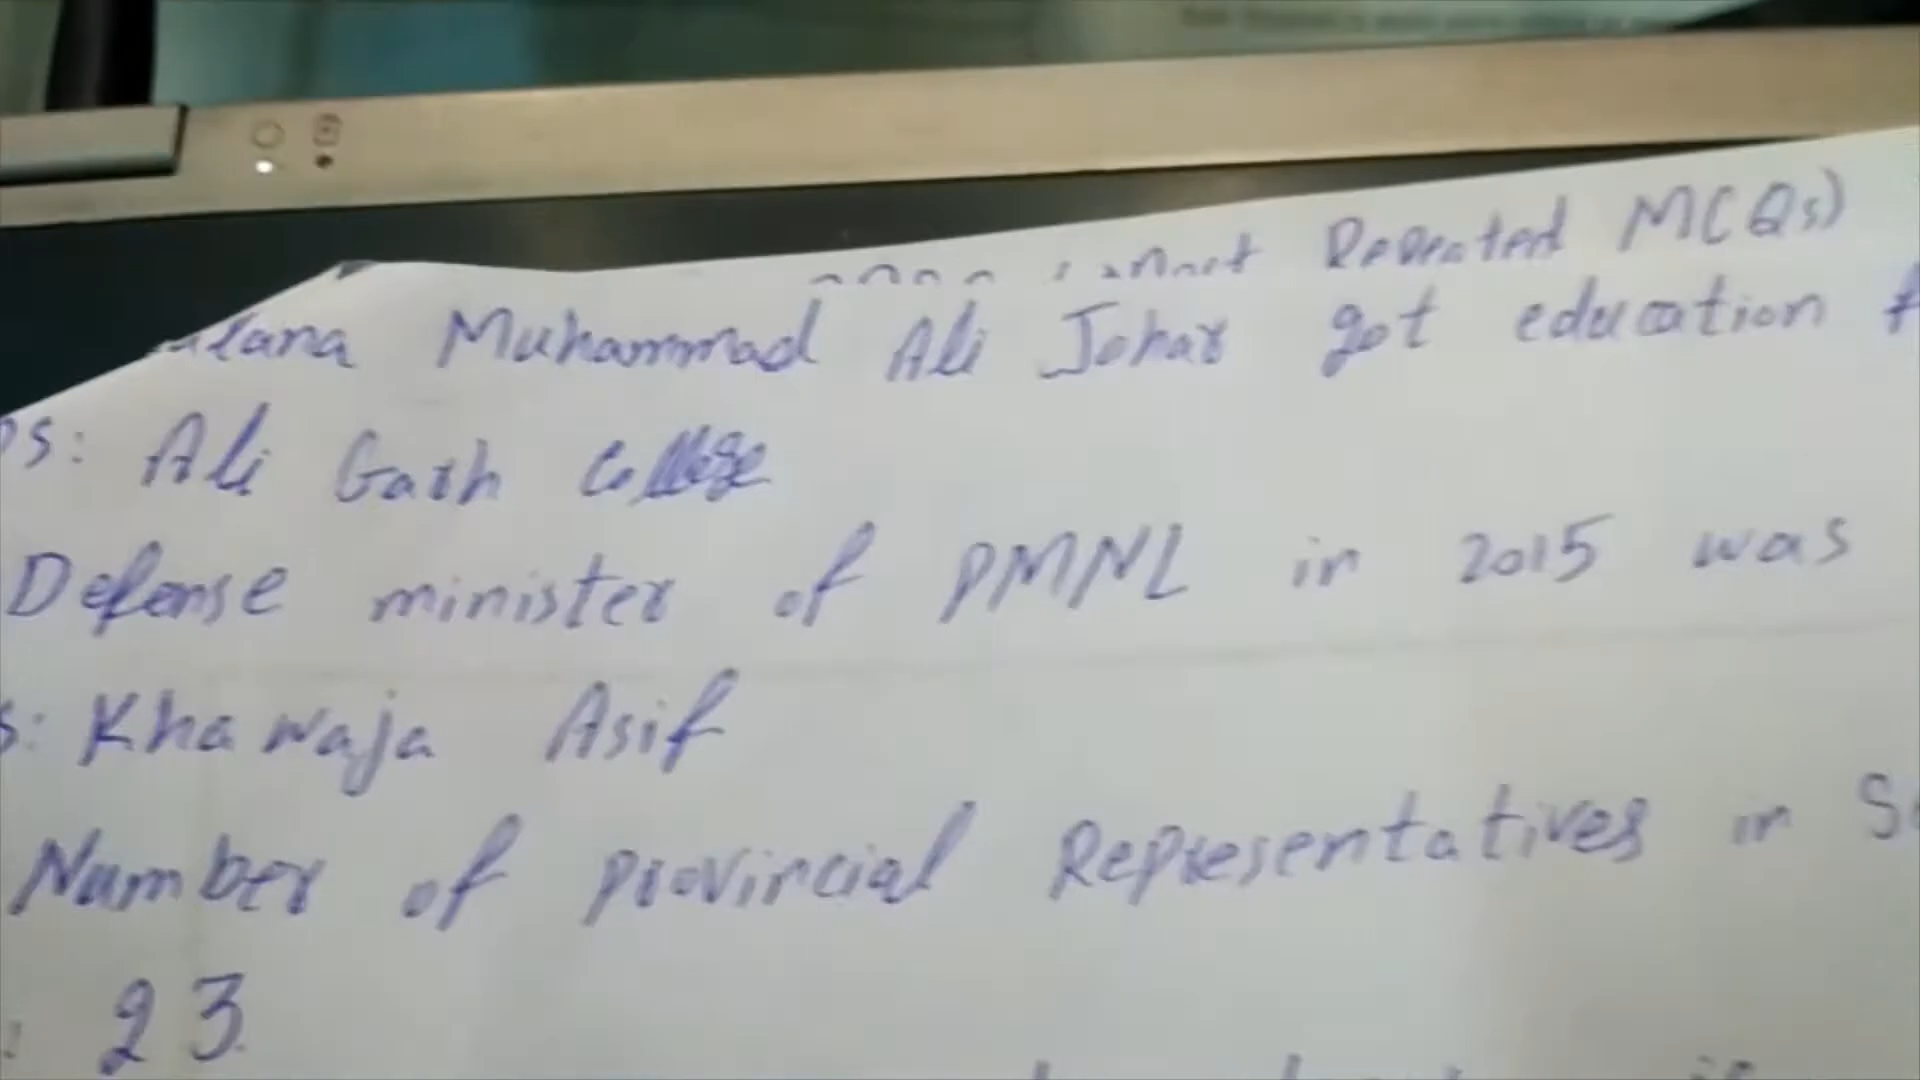 Repeated MCQs)
Muhammad Ali Johar got education
Ali Garh College
Defense minister of PMNL in 2015 was
Khawaja Asif
Number of provincial Representatives in
23